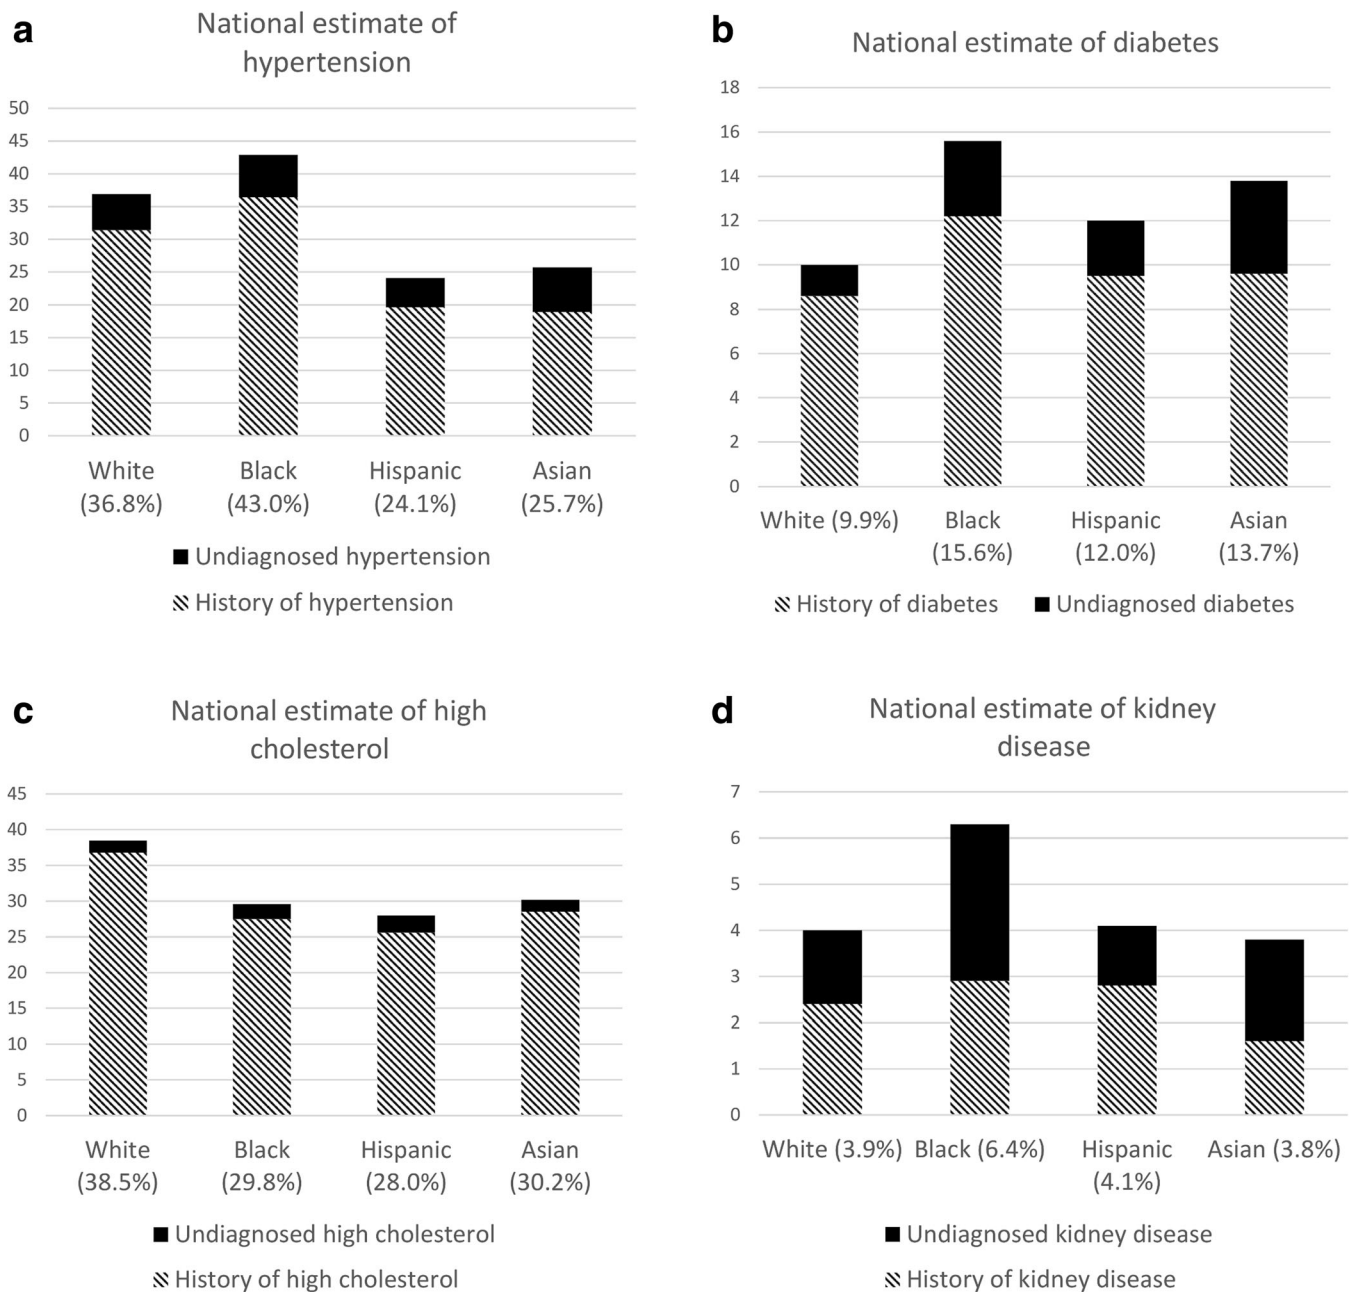 a
National estimate of
hypertension
50
45
40
35
30
25
20
15
10
5
0
White
(36.8%)
Black
(43.0%)
Hispanic
(24.1%)
Asian
(25.7%)
Undiagnosed hypertension
History of hypertension
b
National estimate of diabetes
18
16
14
12
10
8
6
4
2
0
White (9.9%)
Black
(15.6%)
Hispanic
(12.0%)
Asian
(13.7%)
History of diabetes
Undiagnosed diabetes
c
National estimate of high
cholesterol
45
40
35
30
25
20
15
10
5
0
White
(38.5%)
Black
(29.8%)
Hispanic
(28.0%)
Asian
(30.2%)
Undiagnosed high cholesterol
History of high cholesterol
d
National estimate of kidney
disease
7
6
5
4
3
2
1
0
White (3.9%)
Black (6.4%)
Hispanic
(4.1%)
Asian (3.8%)
Undiagnosed kidney disease
History of kidney disease